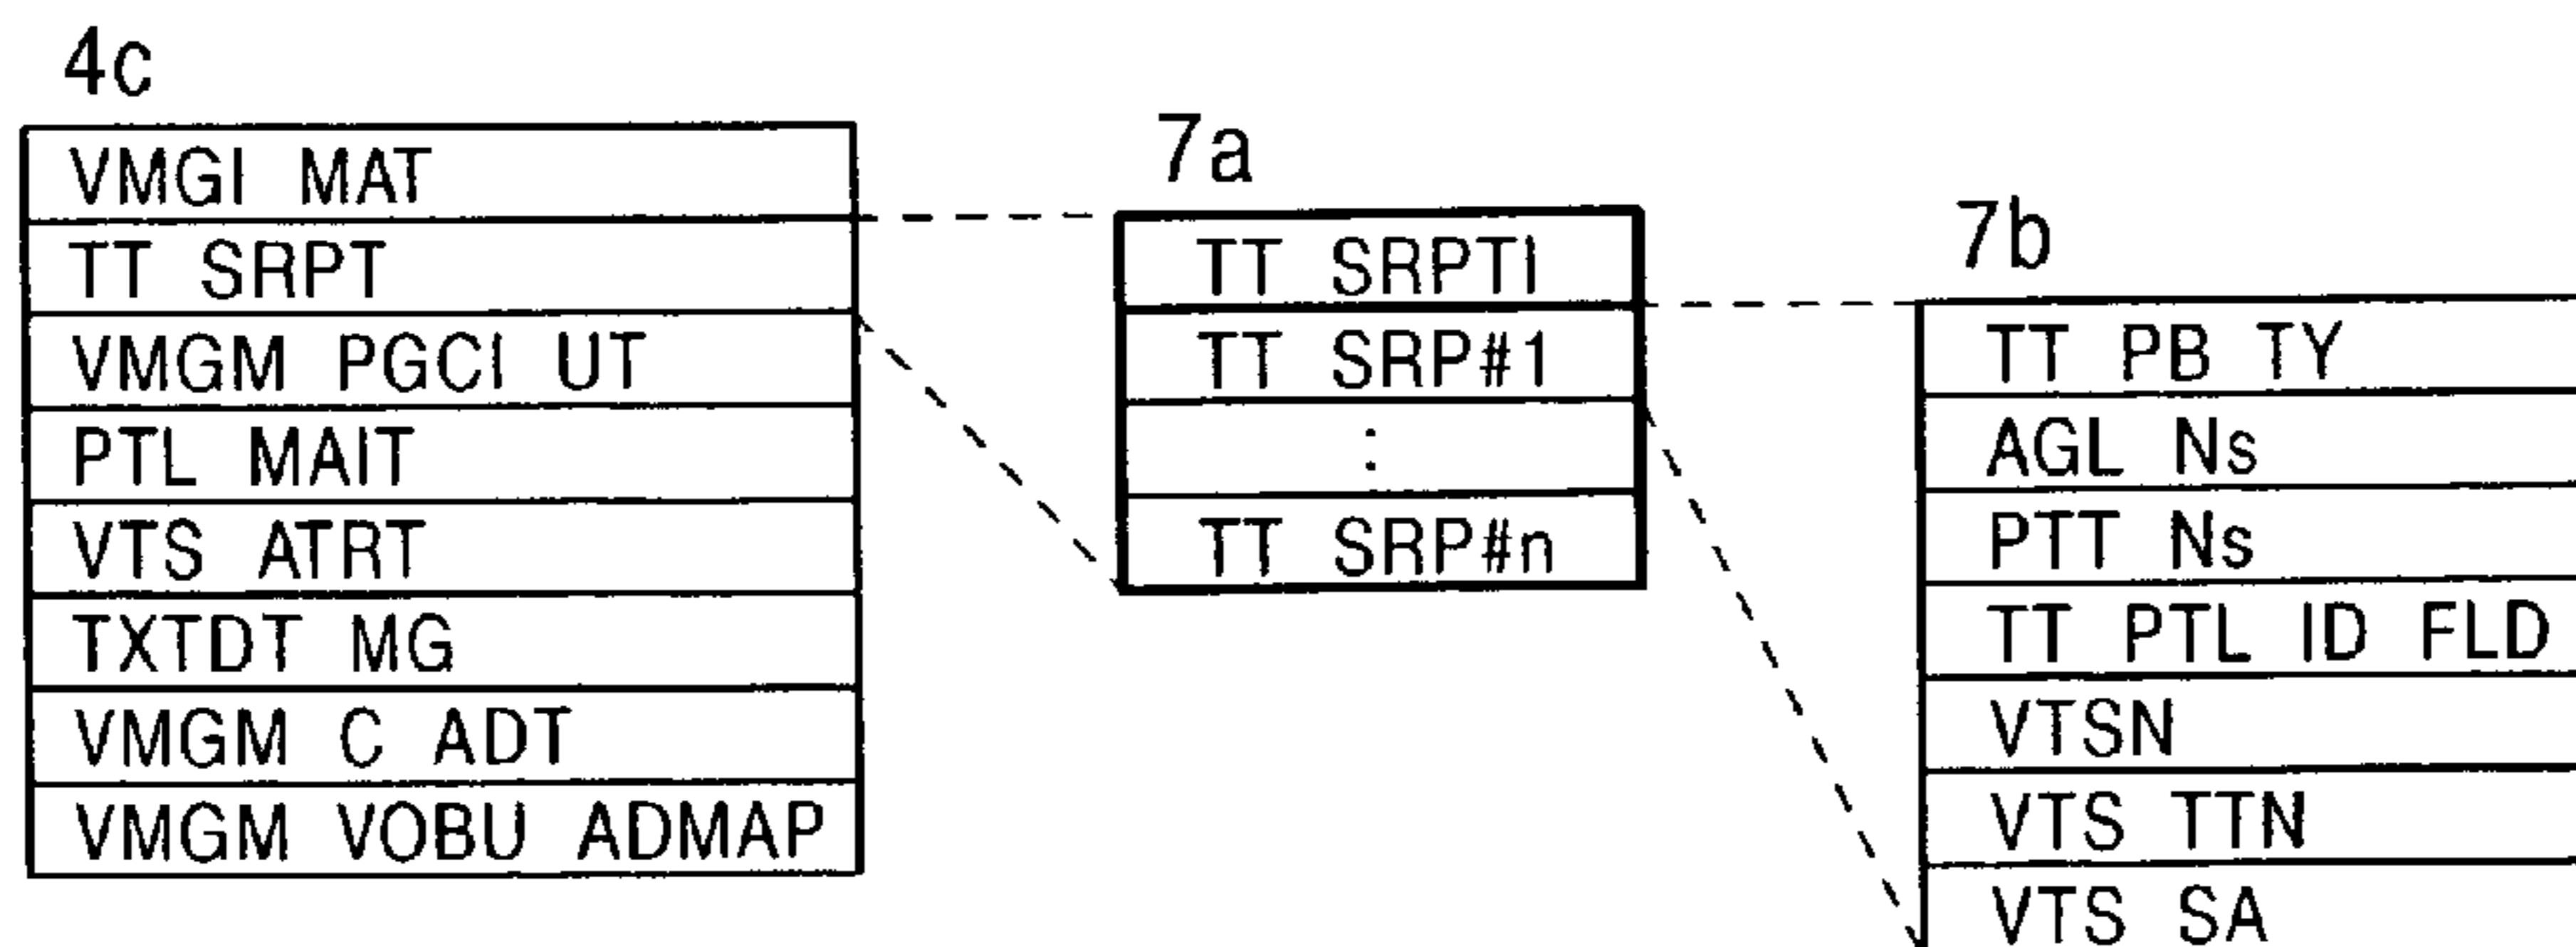 4c
VMGI MAT
TT SRPT
VMGM PGCI UT
PTL MAIT
VTS ATRT
TXTDT MG
VMGM C ADT
VMGM VOBU ADMAP
7a
TT SRPTI
TT SRP#1
:
TT SRP#n
7b
TT PB TY
AGL Ns
PTT Ns
TT PTL ID FLD
VTSN
VTS TTN
VTS SA